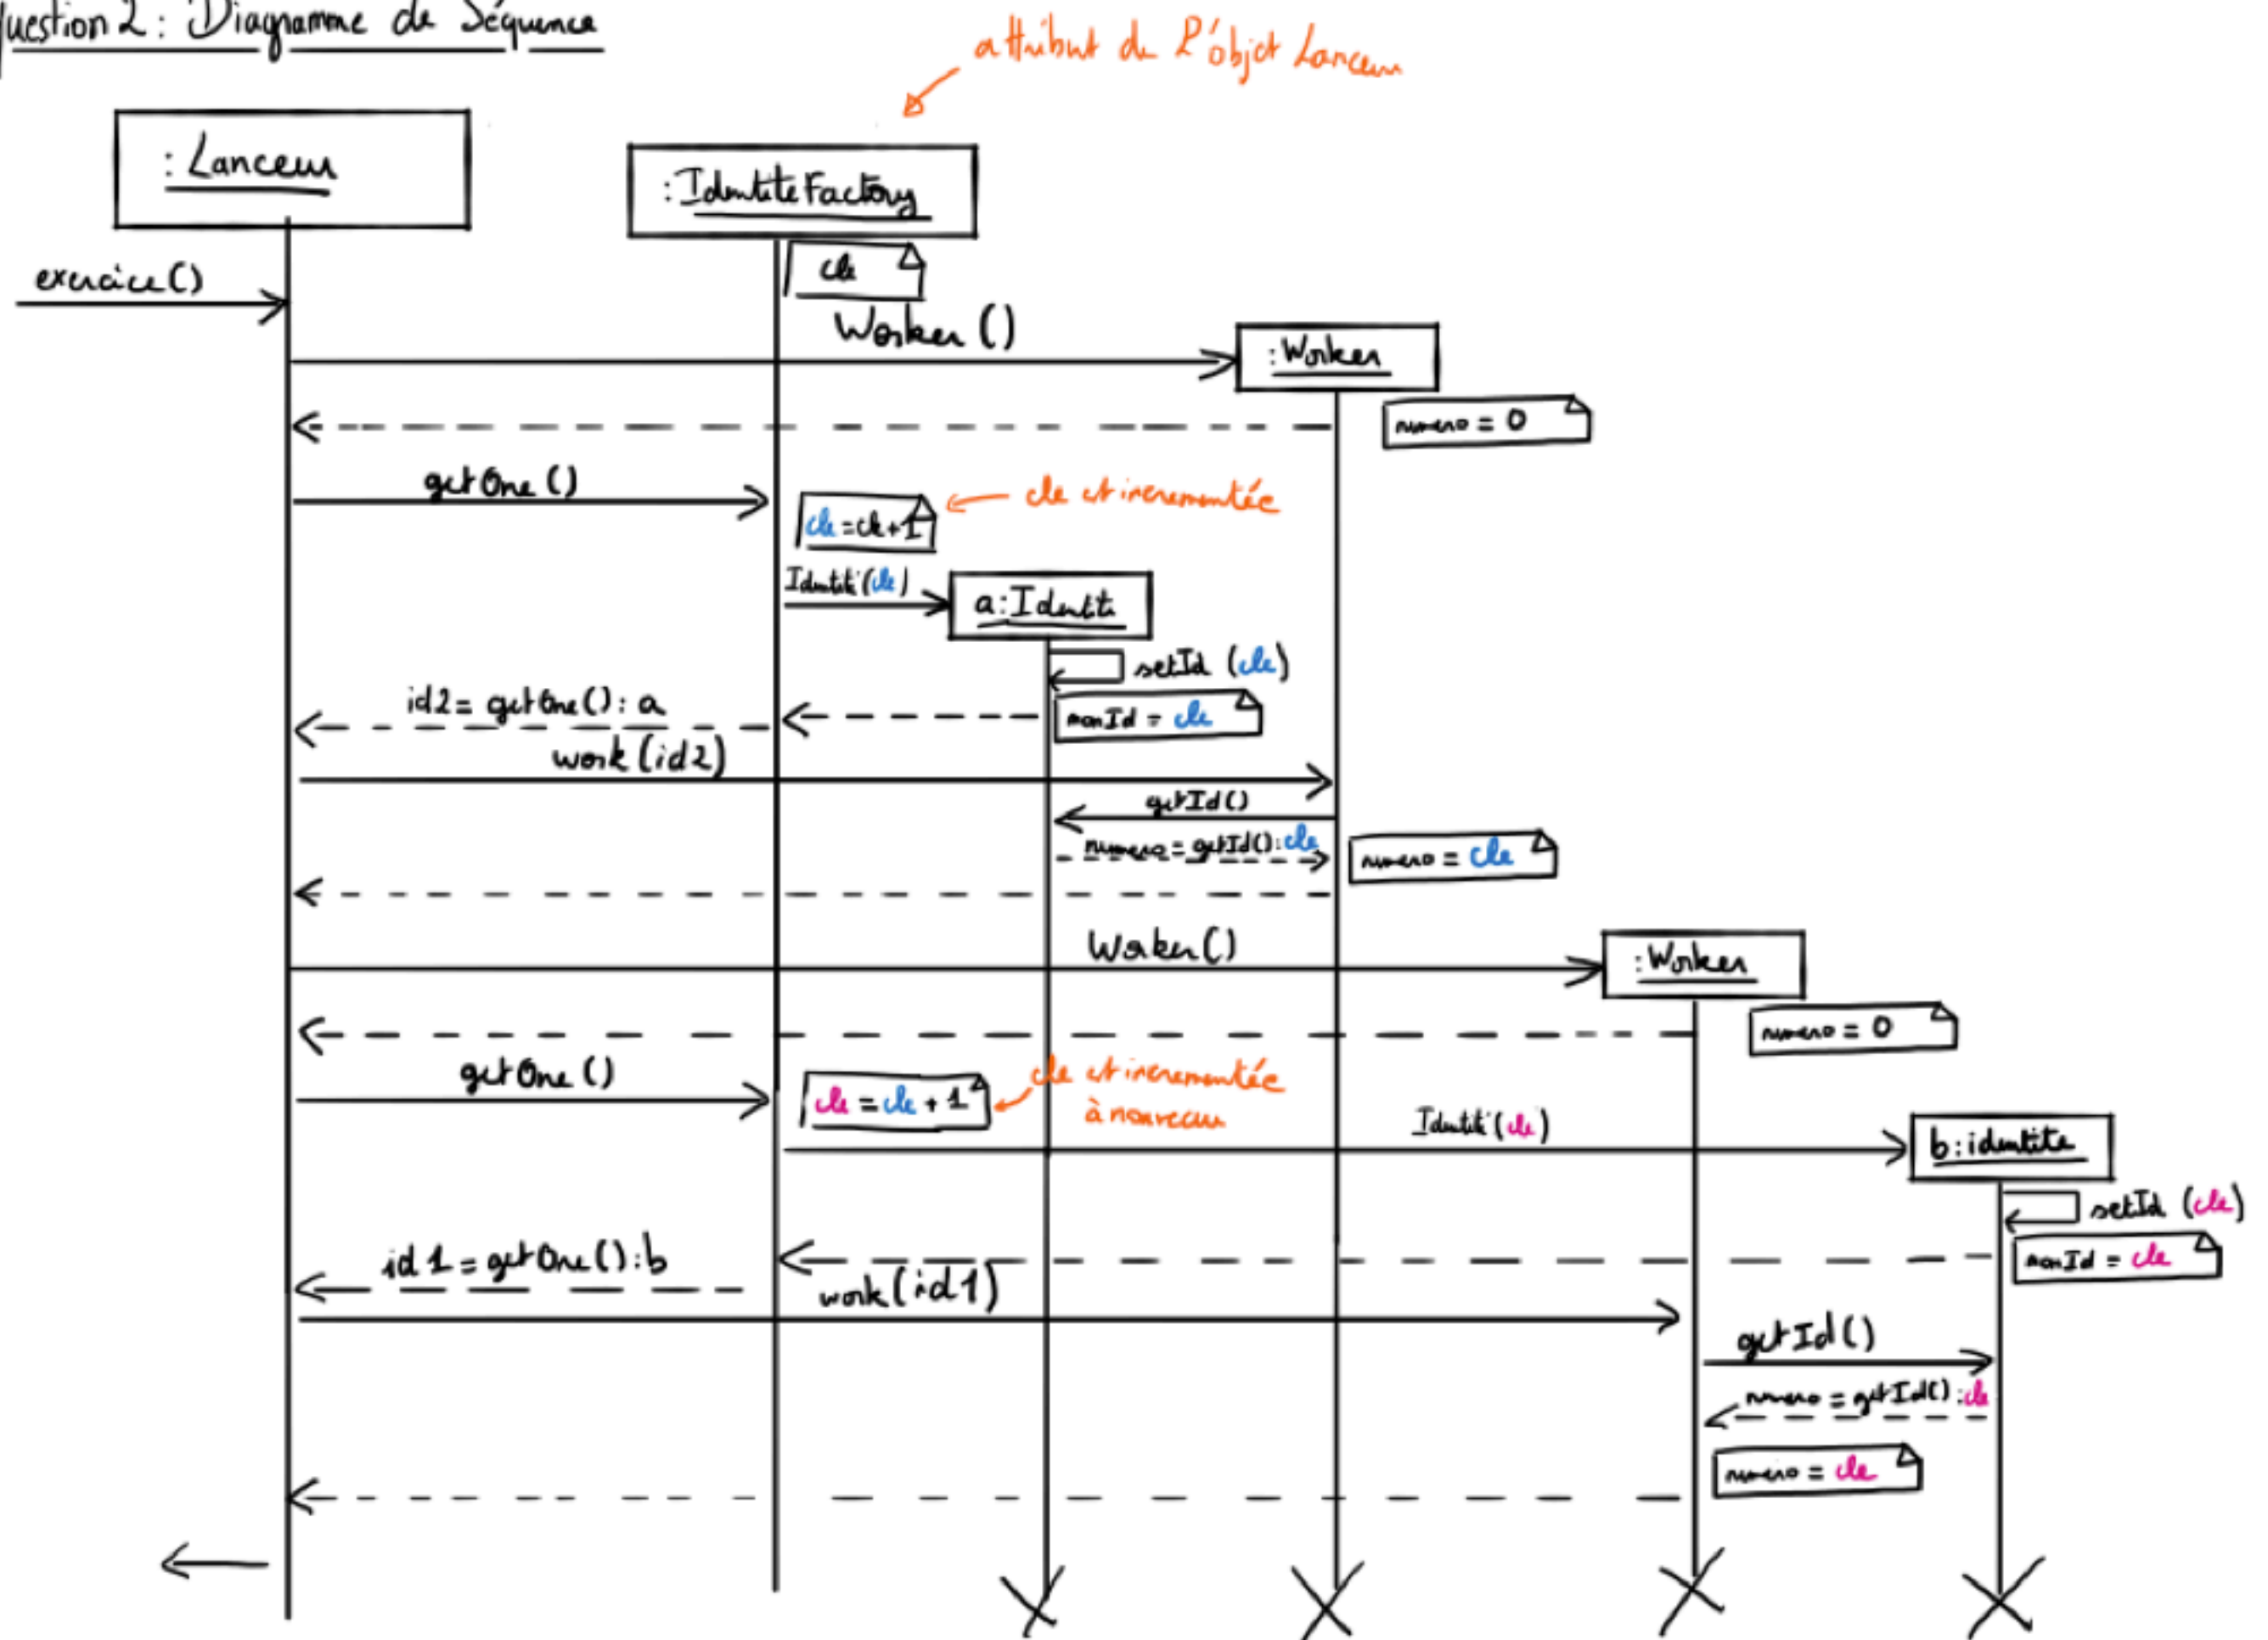 Question 2 : Diagramme de Séquence
attribut de l'objet Lanceur
:Lanceur
:IdentiteFactory
cle
exercice()
Worker()
:Worker
numero = 0
getOne()
cle est incrementée
cle = cle + 1
Identité(cle)
a:Identite
setId (cle)
id2 = getOne() : a
monId = cle
work(id2)
getId()
numero = getId() : cle
numero = cle
Worker()
:Worker
numero = 0
getOne()
cle = cle + 1
cle est incrementée
à nouveau
Identité(cle)
b:identite
setId (cle)
id1 = getOne() : b
monId = cle
work(id1)
getId()
numero = getId() : cle
numero = cle